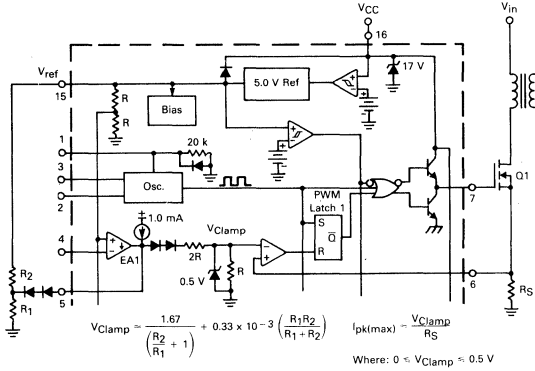 VCC
Vin
16
Vref
15
R
R
Bias
5.0 V Ref
17 V
1
3
2
20 k
Osc.
Q1
7
PWM
Latch 1
S
Q̅
R
1.0 mA
VClamp
4
EA1
2R
R
0.5 V
R2
R1
5
6
RS
VClamp ≃ 1.67 / (R2/R1 + 1) + 0.33 x 10⁻³ (R1R2 / R1 + R2)
Ipk(max) ≃ VClamp / RS
Where: 0 ≤ VClamp ≤ 0.5 V